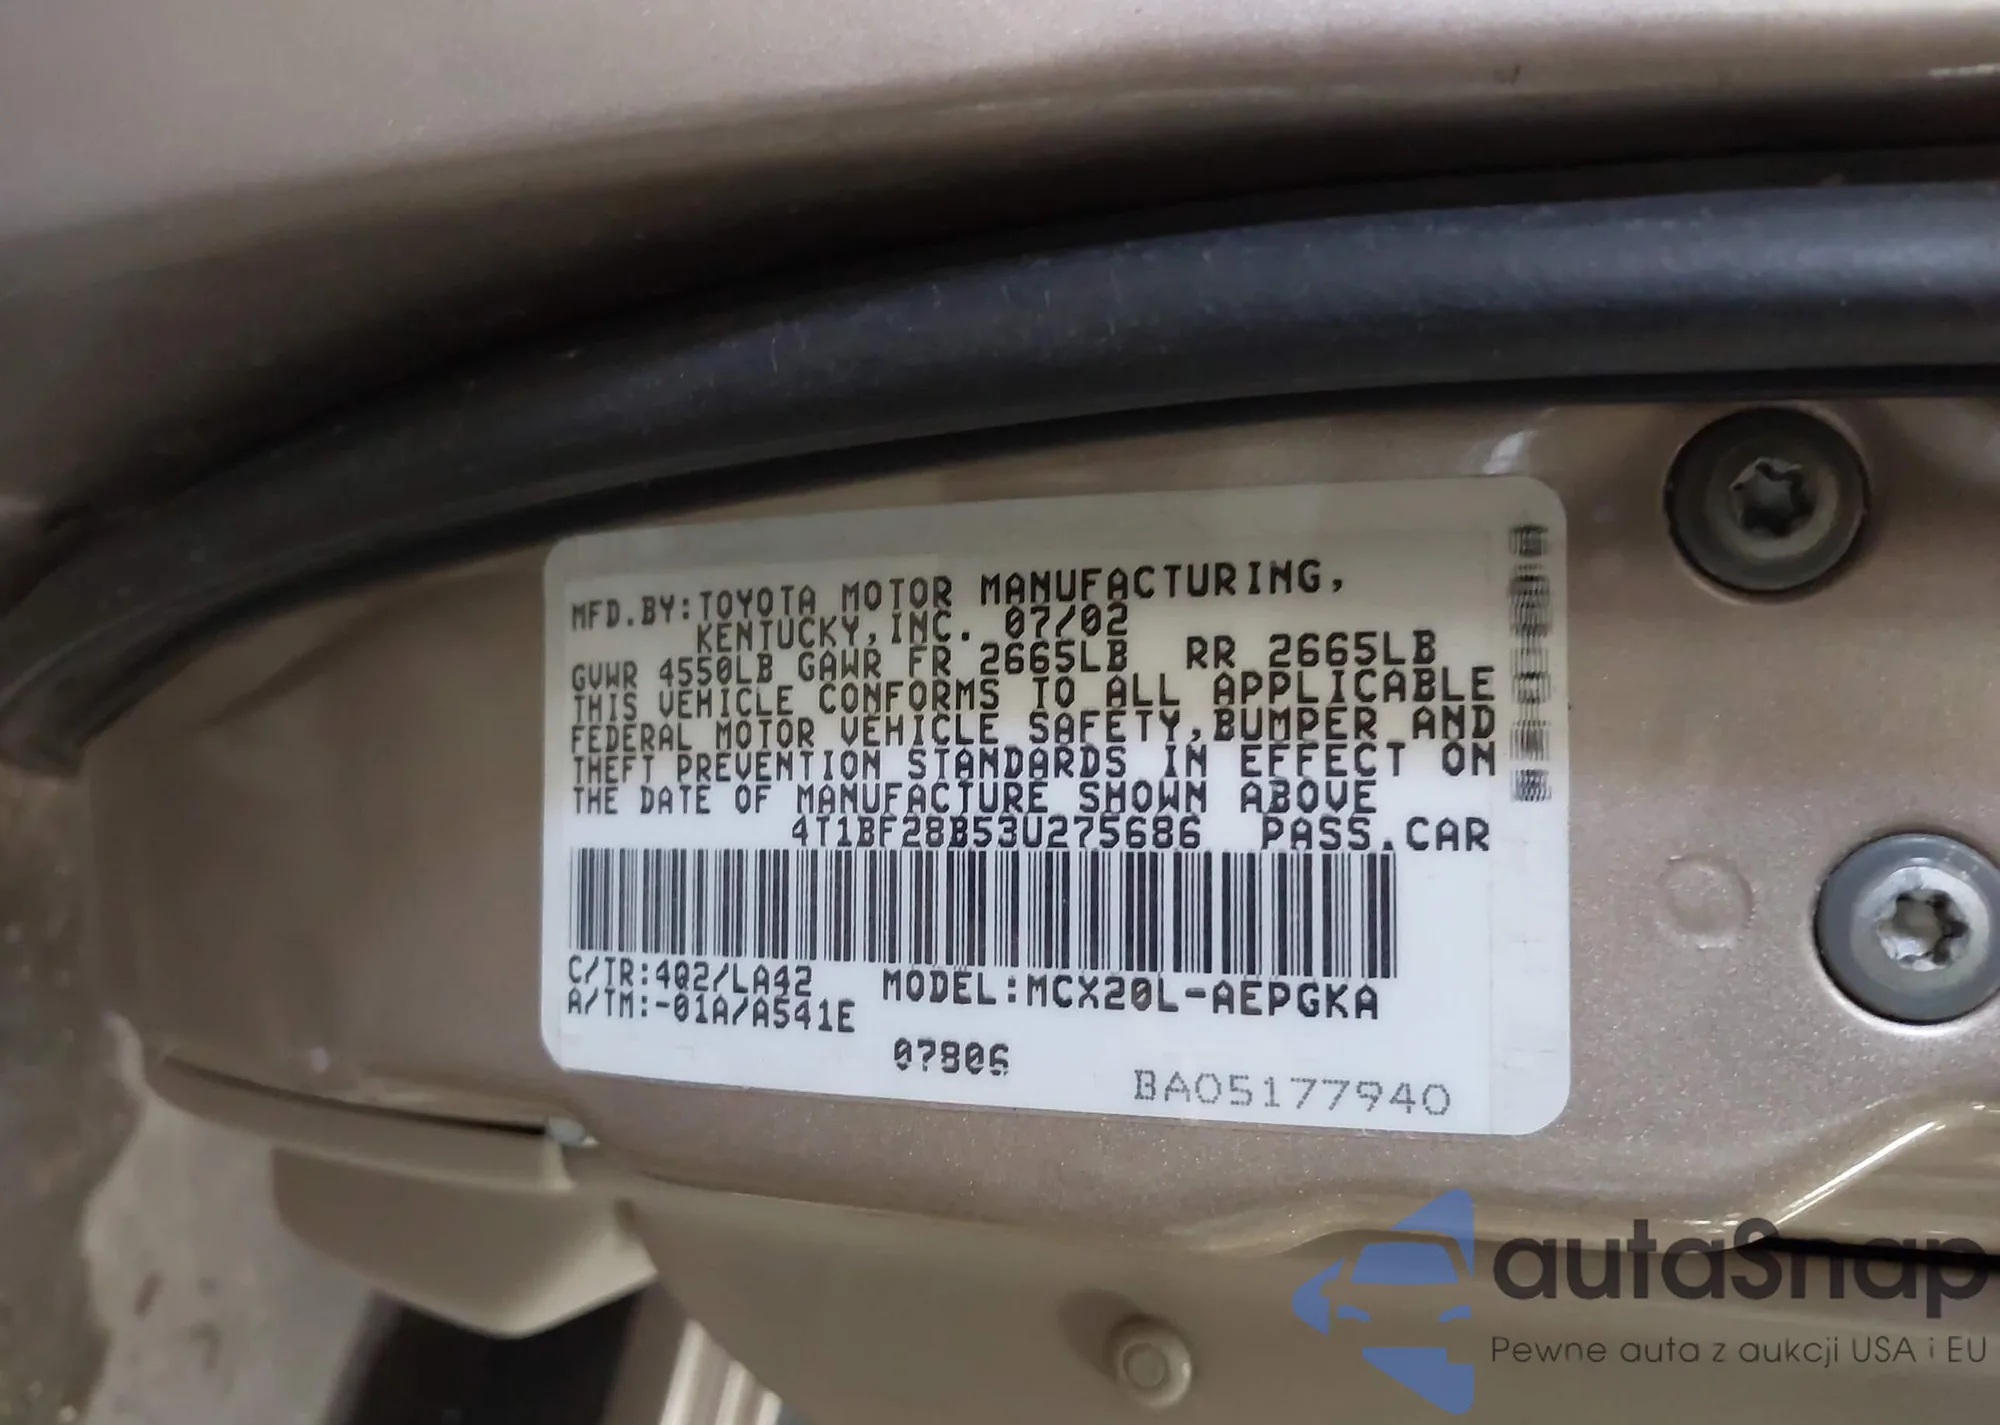 MFD.BY:TOYOTA MOTOR MANUFACTURING,
KENTUCKY,INC. 07/02
GVWR 4550LB GAWR FR 2665LB RR 2665LB
THIS VEHICLE CONFORMS TO ALL APPLICABLE
FEDERAL MOTOR VEHICLE SAFETY,BUMPER AND
THEFT PREVENTION STANDARDS IN EFFECT ON
THE DATE OF MANUFACTURE SHOWN ABOVE
4T1BF28B53U275686 PASS.CAR
C/TR:4Q2/LA42 MODEL:MCX20L-AEPGKA
A/TM:-01A/A541E
07806
BA05177940
autaSnap
Pewne auta z aukcji USA i EU